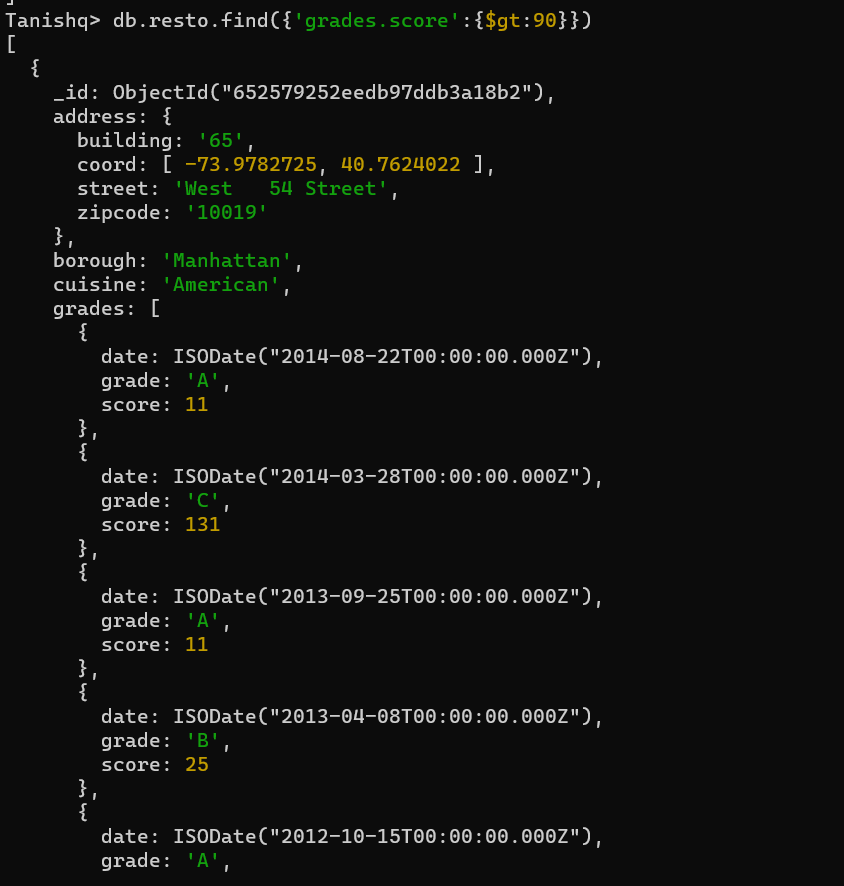 ]
Tanishq> db.resto.find({'grades.score':{$gt:90}})
[
  {
    _id: ObjectId("652579252eedb97ddb3a18b2"),
    address: {
      building: '65',
      coord: [ -73.9782725, 40.7624022 ],
      street: 'West   54 Street',
      zipcode: '10019'
    },
    borough: 'Manhattan',
    cuisine: 'American',
    grades: [
      {
        date: ISODate("2014-08-22T00:00:00.000Z"),
        grade: 'A',
        score: 11
      },
      {
        date: ISODate("2014-03-28T00:00:00.000Z"),
        grade: 'C',
        score: 131
      },
      {
        date: ISODate("2013-09-25T00:00:00.000Z"),
        grade: 'A',
        score: 11
      },
      {
        date: ISODate("2013-04-08T00:00:00.000Z"),
        grade: 'B',
        score: 25
      },
      {
        date: ISODate("2012-10-15T00:00:00.000Z"),
        grade: 'A',